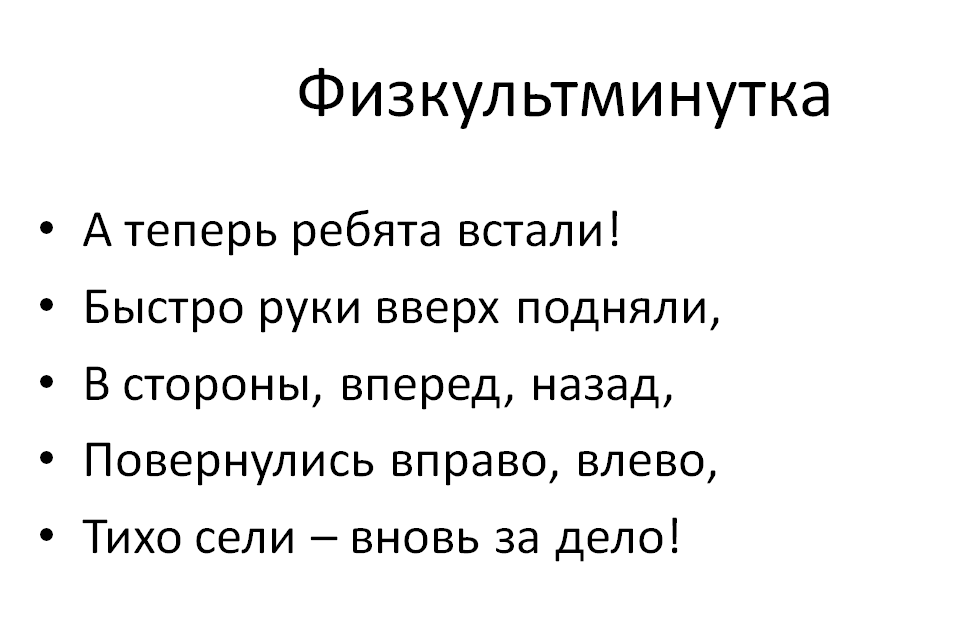 Физкультминутка
• А теперь ребята встали!
• Быстро руки вверх подняли,
• В стороны, вперед, назад,
• Повернулись вправо, влево,
• Тихо сели – вновь за дело!